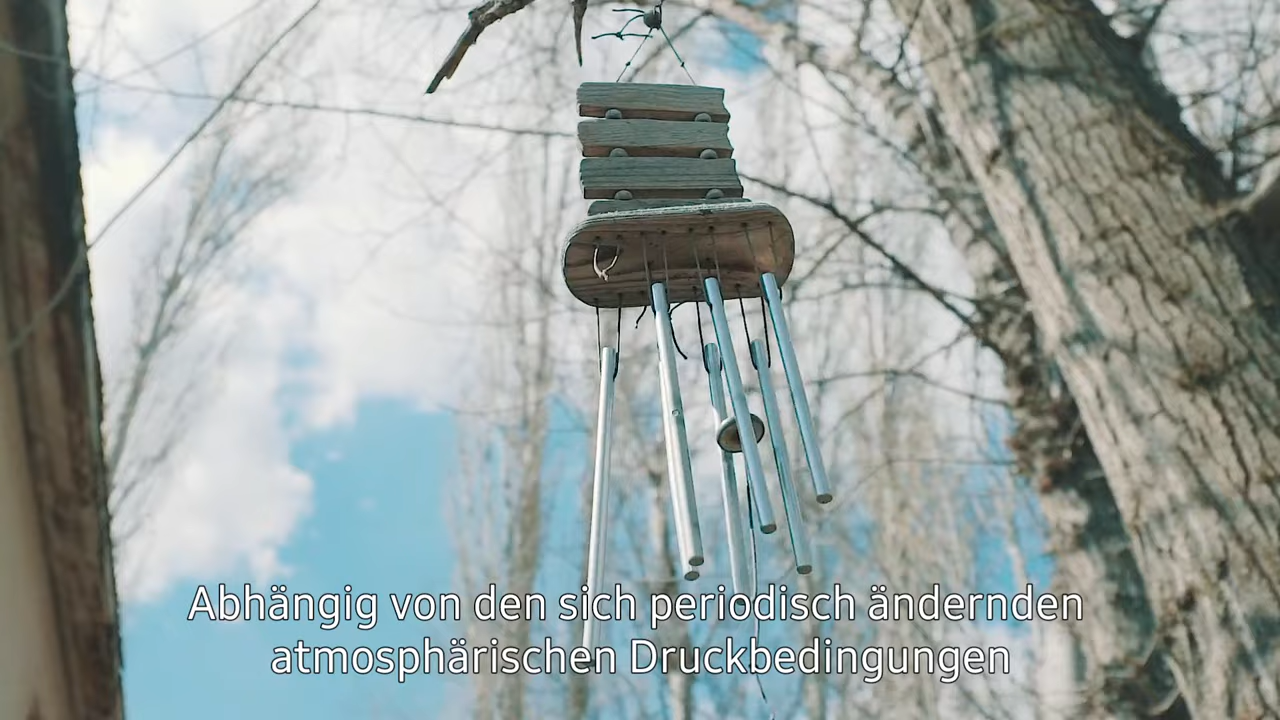 Abhängig von den sich periodisch ändernden
atmosphärischen Druckbedingungen